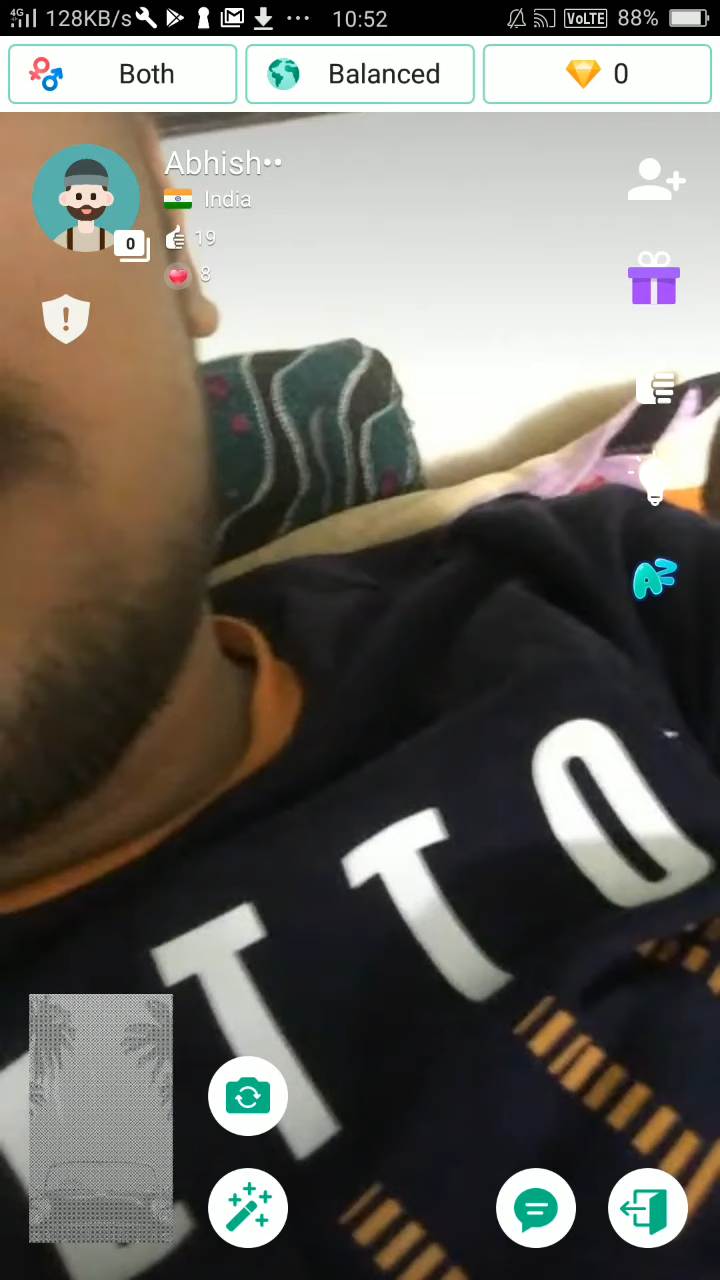 4G 128KB/s 10:52 VoLTE 88%
Both Balanced 0
Abhish••
India
0 19
8
TTO